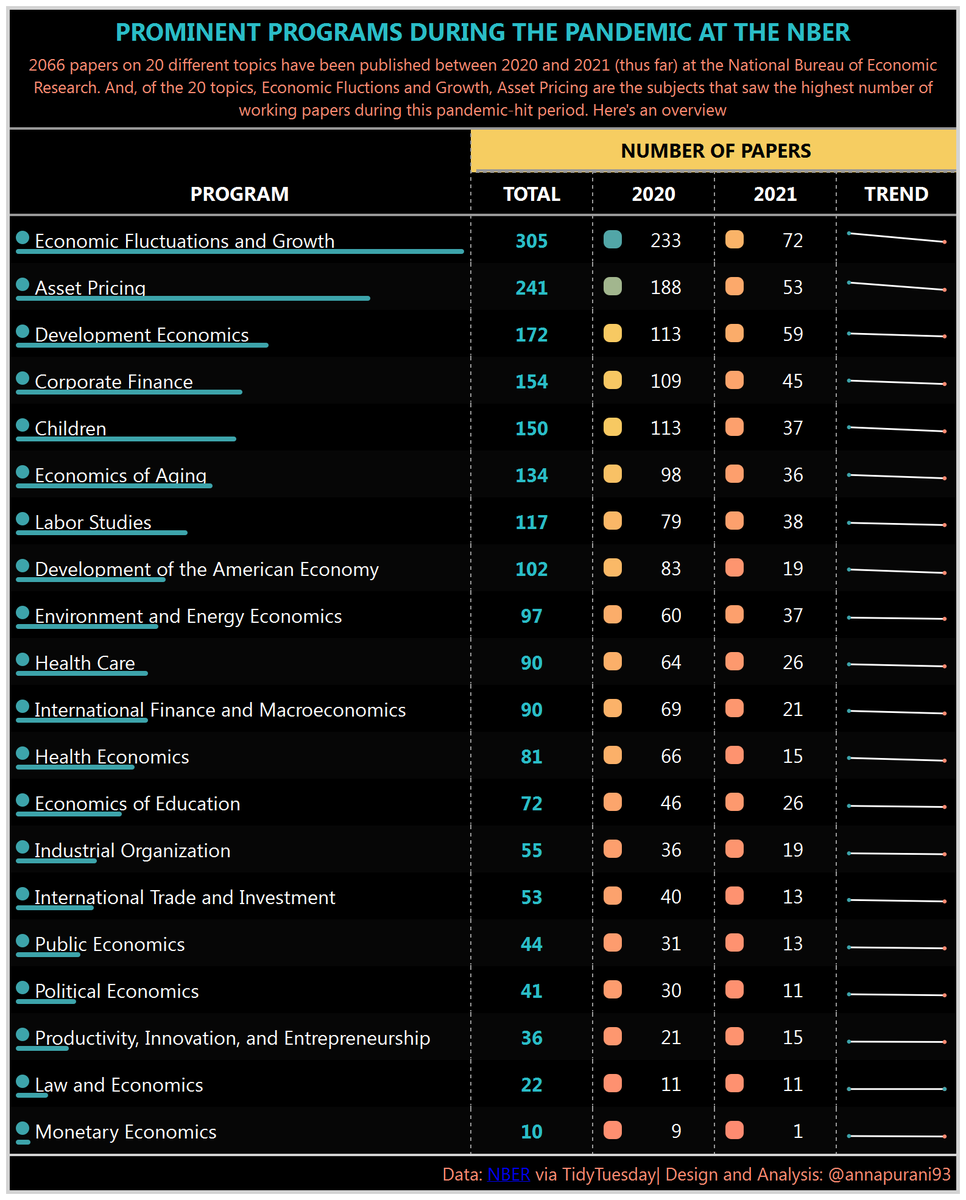 PROMINENT PROGRAMS DURING THE PANDEMIC AT THE NBER
2066 papers on 20 different topics have been published between 2020 and 2021 (thus far) at the National Bureau of Economic
Research. And, of the 20 topics, Economic Fluctions and Growth, Asset Pricing are the subjects that saw the highest number of
working papers during this pandemic-hit period. Here's an overview
NUMBER OF PAPERS
PROGRAM TOTAL 2020 2021 TREND
Economic Fluctuations and Growth 305 233 72
Asset Pricing 241 188 53
Development Economics 172 113 59
Corporate Finance 154 109 45
Children 150 113 37
Economics of Aging 134 98 36
Labor Studies 117 79 38
Development of the American Economy 102 83 19
Environment and Energy Economics 97 60 37
Health Care 90 64 26
International Finance and Macroeconomics 90 69 21
Health Economics 81 66 15
Economics of Education 72 46 26
Industrial Organization 55 36 19
International Trade and Investment 53 40 13
Public Economics 44 31 13
Political Economics 41 30 11
Productivity, Innovation, and Entrepreneurship 36 21 15
Law and Economics 22 11 11
Monetary Economics 10 9 1
Data: NBER via TidyTuesday| Design and Analysis: @annapurani93